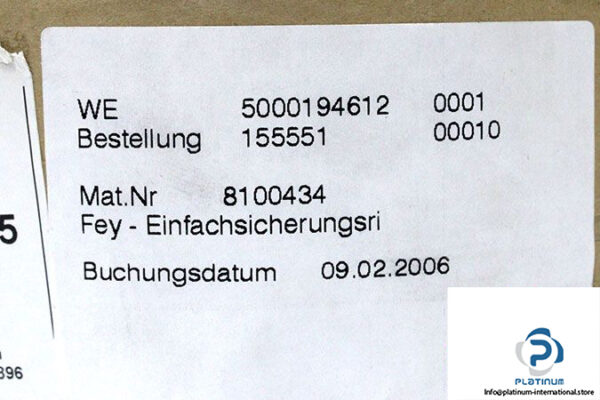 WE 5000194612 0001
Bestellung 155551 00010
Mat.Nr 8100434
Fey - Einfachsicherungsri
Buchungsdatum 09.02.2006
5
896
PLATINUM
Info@platinum-international.store